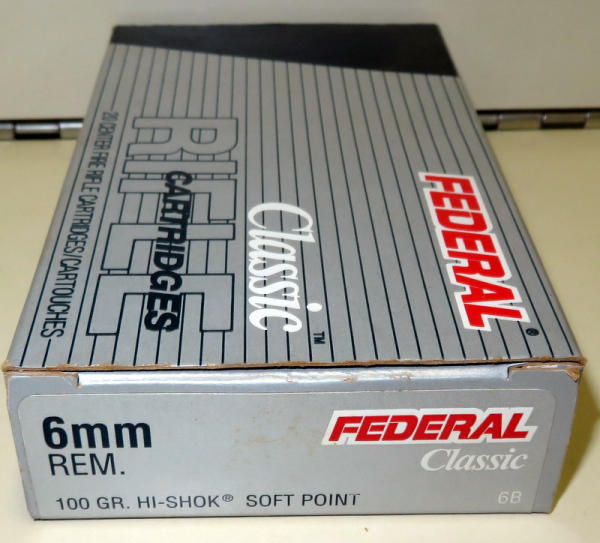 FEDERAL®
Classic™
RIFLE
CARTRIDGES
20 CENTER FIRE RIFLE CARTRIDGES/CARTOUCHES
6mm
REM.
100 GR. HI-SHOK® SOFT POINT
FEDERAL
Classic
6B